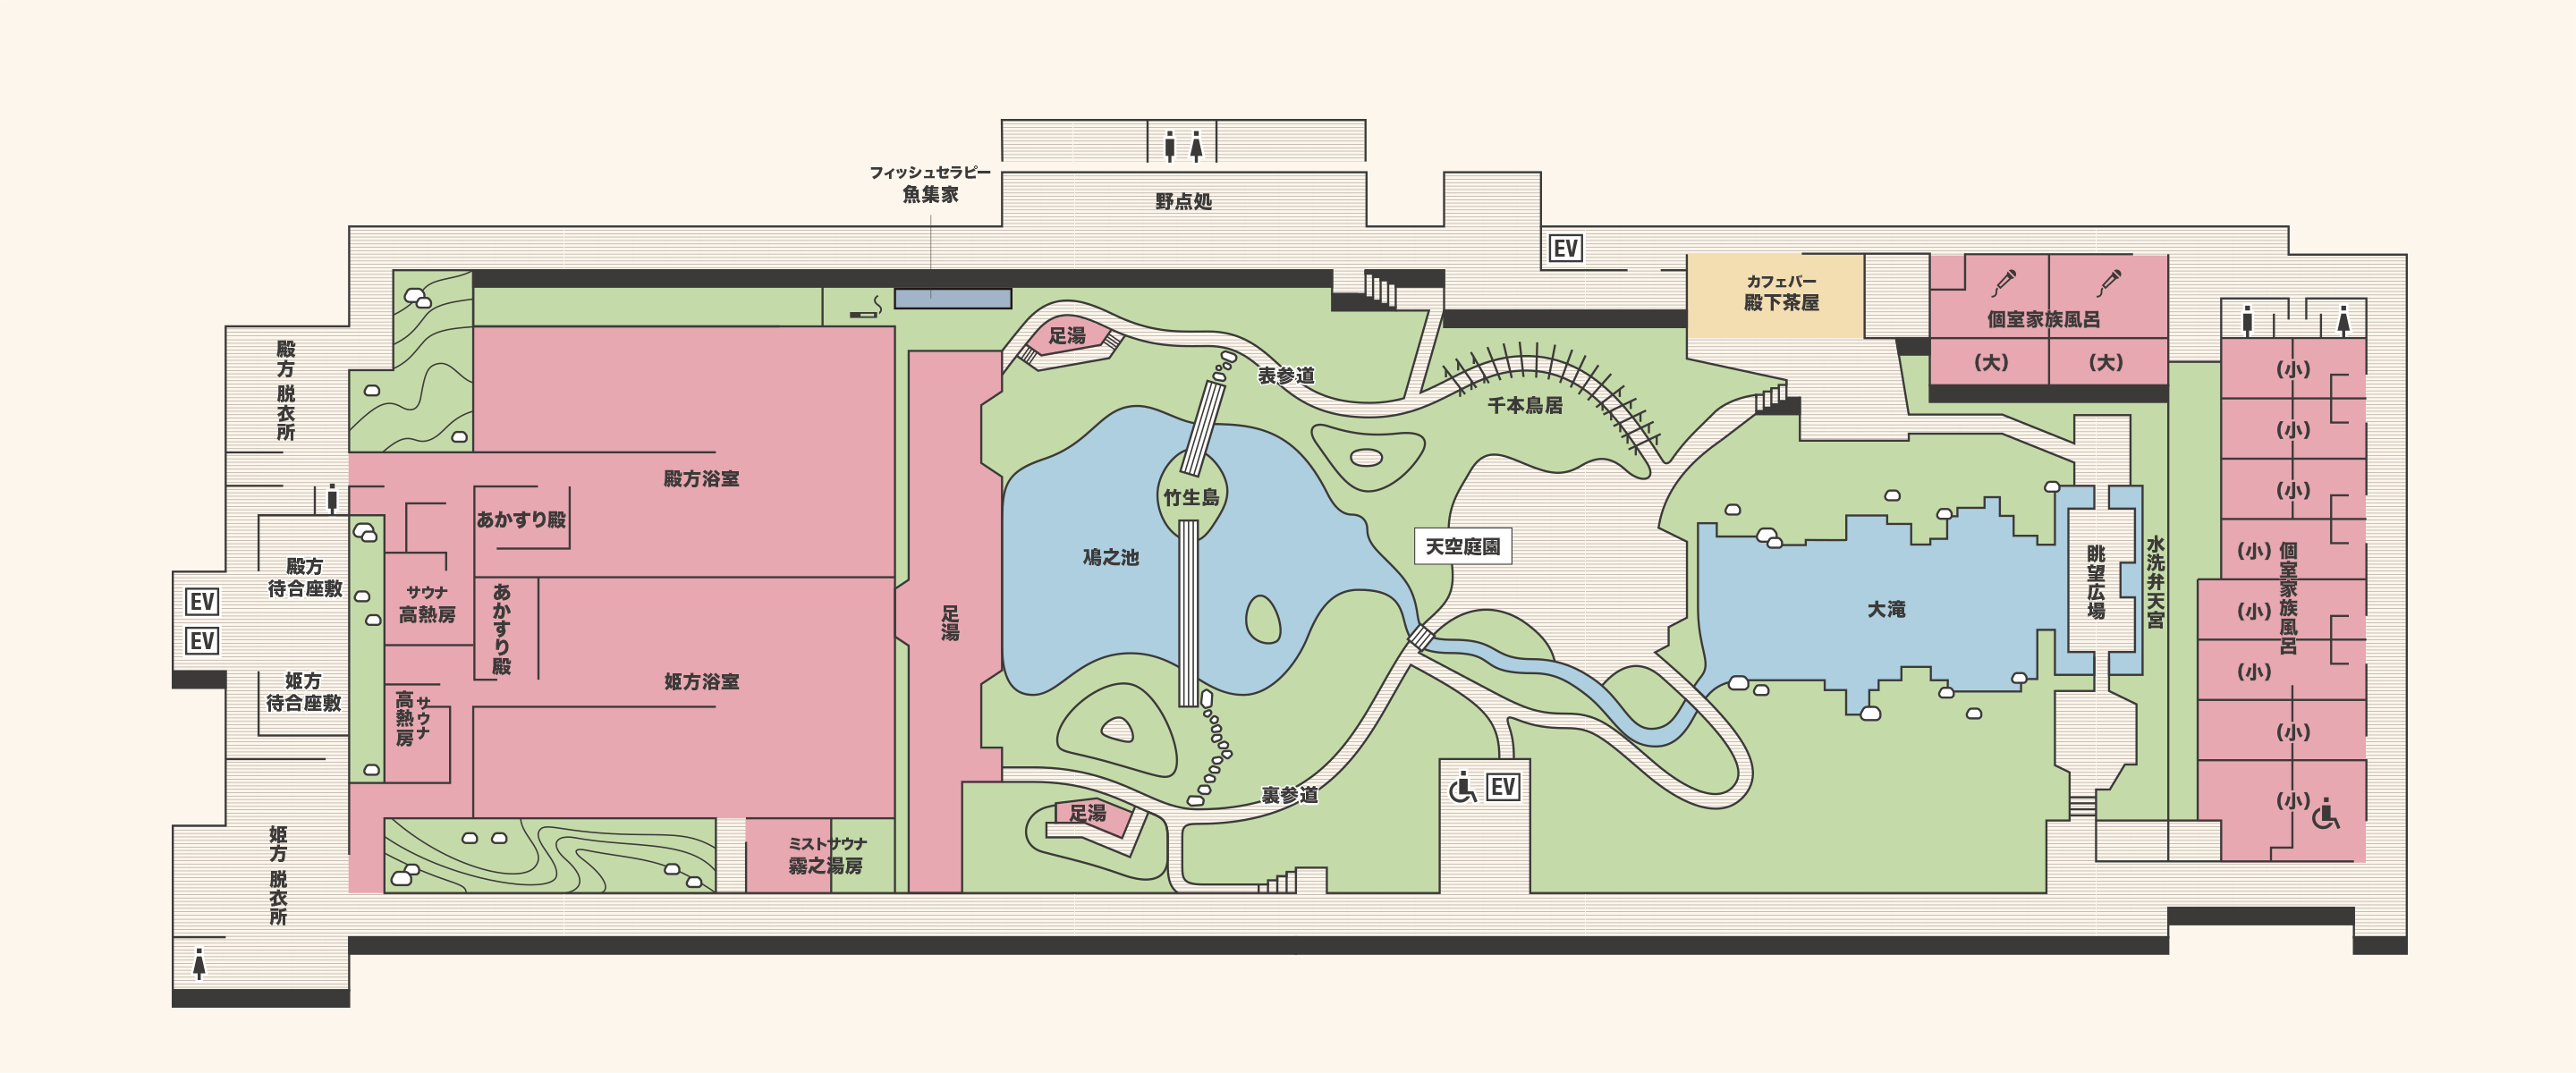 フィッシュセラピー
魚集家
野点処
EV
カフェバー
殿下茶屋
個室家族風呂
(大)
(大)
殿方 脱衣所
足湯
表参道
千本鳥居
(小)
(小)
(小)
(小)
(小)
(小)
(小)
(小)
個室家族風呂
殿方浴室
あかすり殿
竹生島
天空庭園
鳰之池
殿方
待合座敷
サウナ
高熱房
あかすり殿
EV
EV
足湯
大滝
眺望広場
水洗弁天宮
姫方
待合座敷
サウナ
高熱房
姫方浴室
裏参道
EV
足湯
ミストサウナ
霧之湯房
姫方 脱衣所